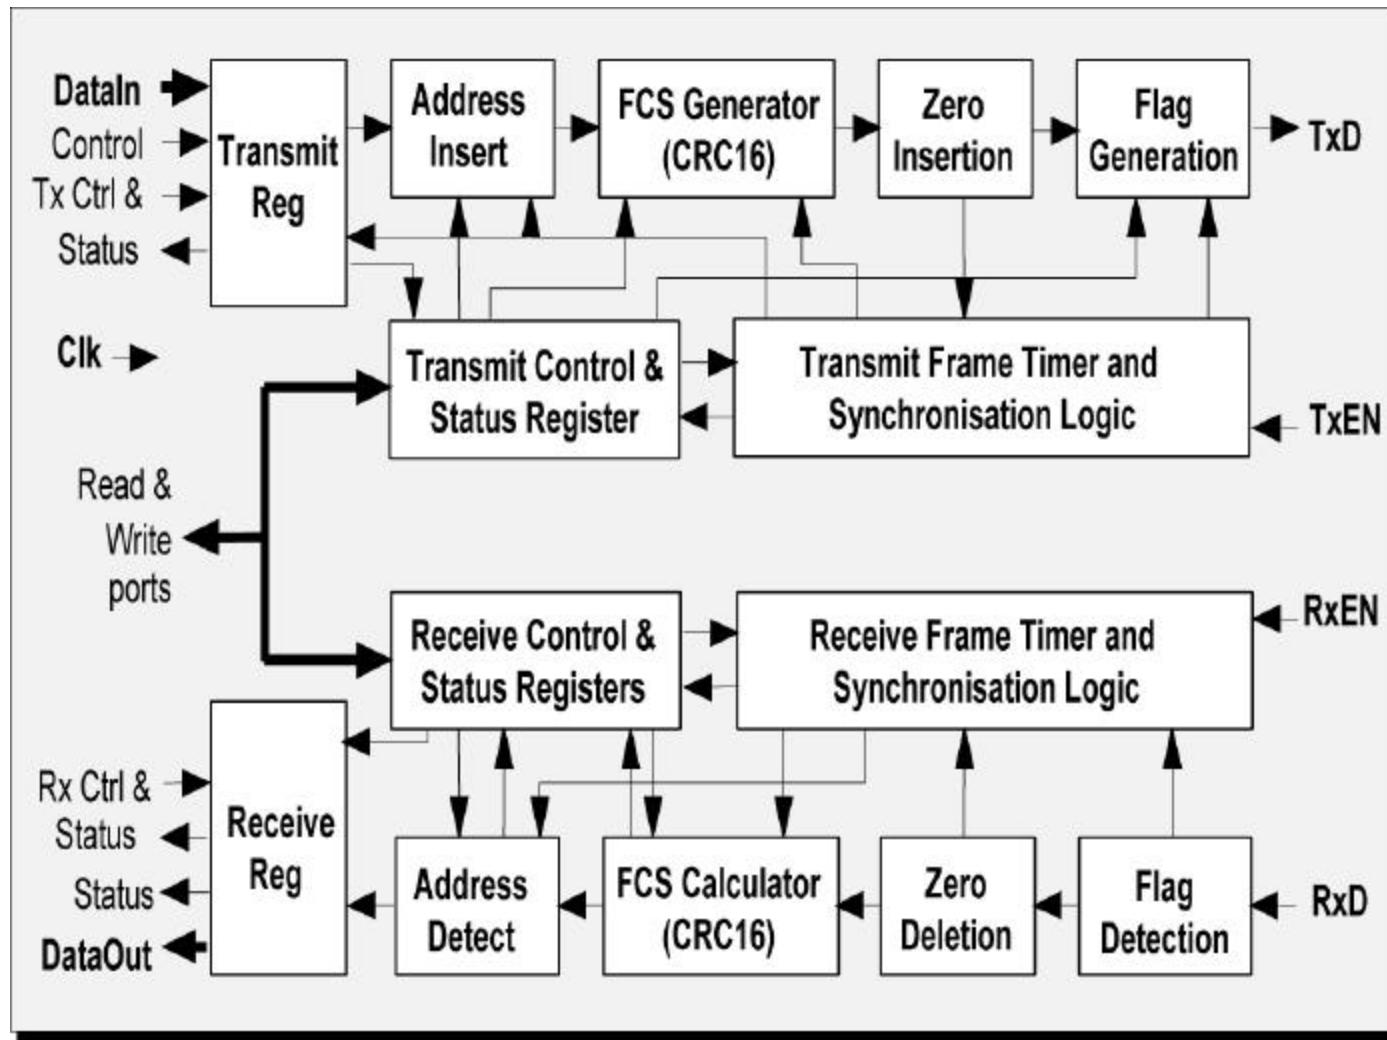 DataIn
Control
Tx Ctrl &
Status
Transmit
Reg
Address
Insert
FCS Generator
(CRC16)
Zero
Insertion
Flag
Generation
TxD
Clk
Transmit Control &
Status Register
Transmit Frame Timer and
Synchronisation Logic
TxEN
Read &
Write
ports
Receive Control &
Status Registers
Receive Frame Timer and
Synchronisation Logic
RxEN
Rx Ctrl &
Status
Status
DataOut
Receive
Reg
Address
Detect
FCS Calculator
(CRC16)
Zero
Deletion
Flag
Detection
RxD